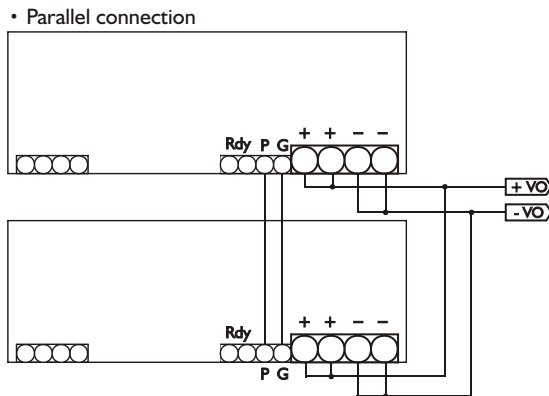 • Parallel connection
+ + – –
Rdy P G
+ VO
- VO
+ + – –
Rdy
P G